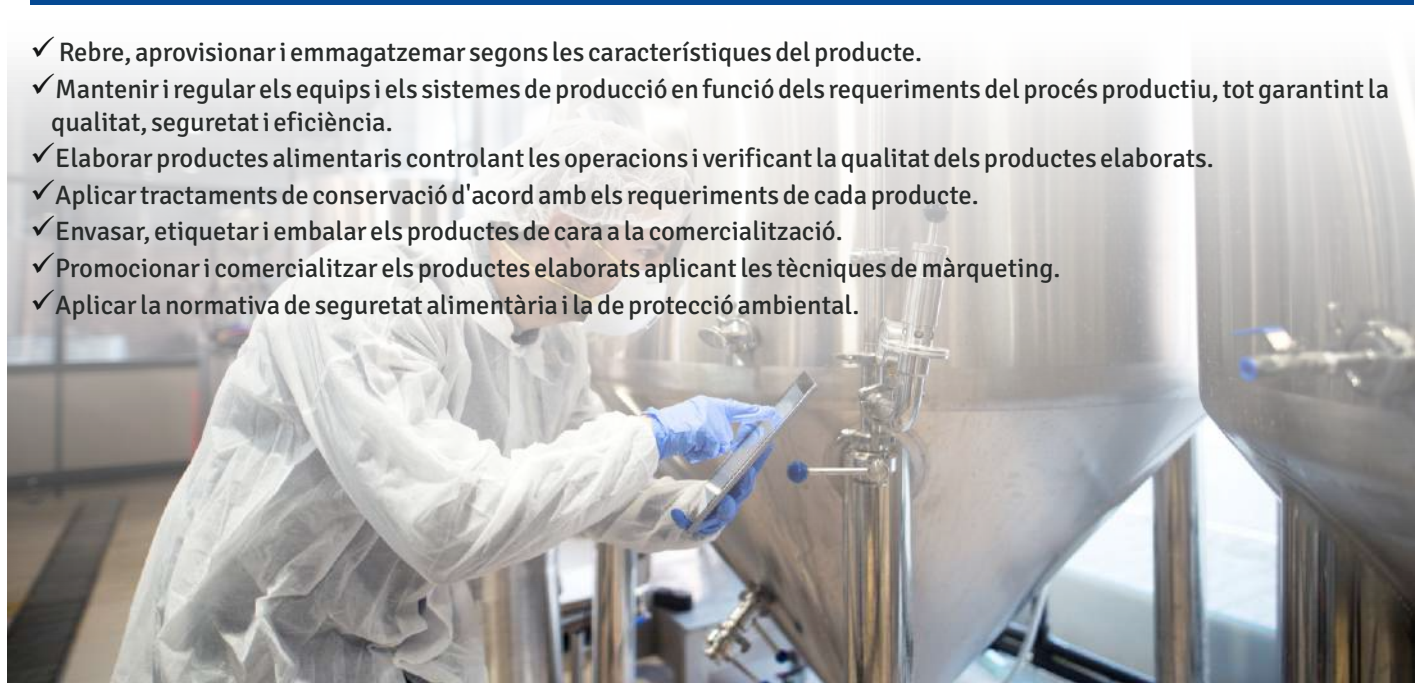 ✓ Rebre, aprovisionar i emmagatzemar segons les característiques del producte.
✓ Mantenir i regular els equips i els sistemes de producció en funció dels requeriments del procés productiu, tot garantint la
qualitat, seguretat i eficiència.
✓ Elaborar productes alimentaris controlant les operacions i verificant la qualitat dels productes elaborats.
✓ Aplicar tractaments de conservació d'acord amb els requeriments de cada producte.
✓ Envasar, etiquetar i embalar els productes de cara a la comercialització.
✓ Promocionar i comercialitzar els productes elaborats aplicant les tècniques de màrqueting.
✓ Aplicar la normativa de seguretat alimentària i la de protecció ambiental.